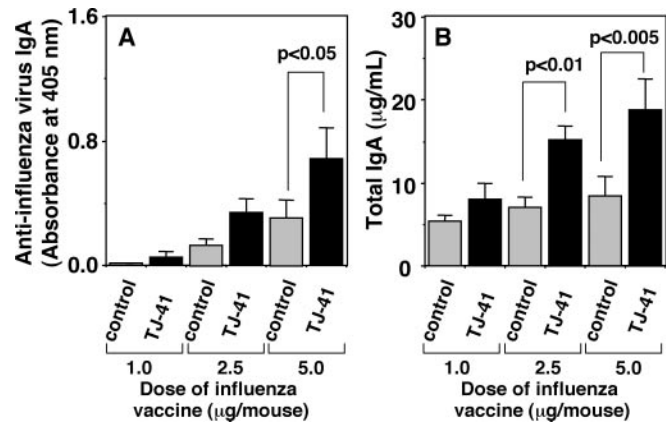 A
Anti-influenza virus IgA
(Absorbance at 405 nm)
1.6
0.8
0.0
p<0.05
control
TJ-41
control
TJ-41
control
TJ-41
1.0
2.5
5.0
Dose of influenza
vaccine (μg/mouse)
B
Total IgA (μg/mL)
30
20
10
0
p<0.01
p<0.005
control
TJ-41
control
TJ-41
control
TJ-41
1.0
2.5
5.0
Dose of influenza
vaccine (μg/mouse)